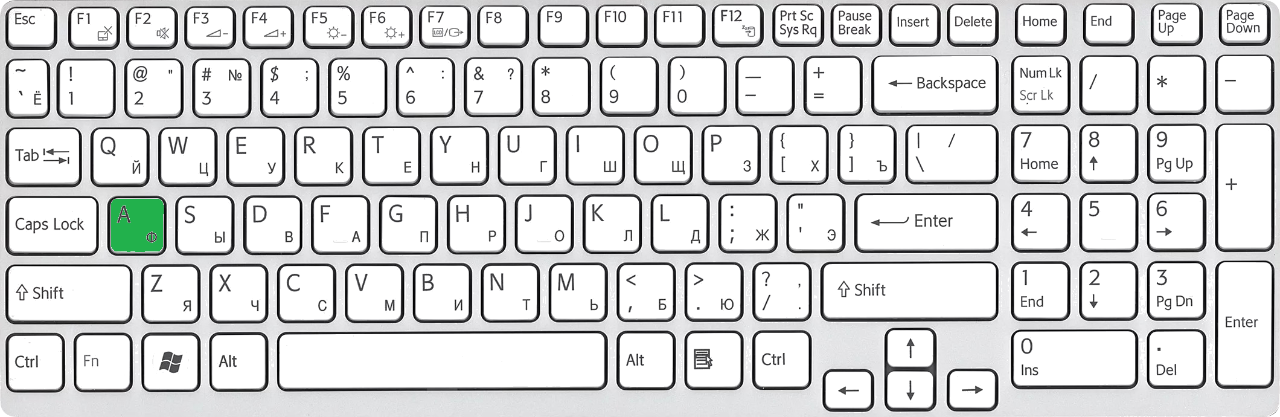 Esc F1 F2 F3 F4 F5 F6 F7 F8 F9 F10 F11 F12 Prt Sc Sys Rq Pause Break Insert Delete Home End Page Up Page Down
~ ` Ё ! 1 @ " 2 # № 3 $ ; 4 % 5 ^ : 6 & ? 7 * 8 ( 9 ) 0 — - + = ← Backspace Num Lk Scr Lk / * −
Tab Q Й W Ц E У R К T Е Y Н U Г I Ш O Щ P З { [ Х } ] Ъ | / \ 7 Home 8 ↑ 9 Pg Up +
Caps Lock A Ф S Ы D В F _ А G П H Р J _ О K Л L Д : ; Ж " ' Э Enter 4 ← 5 _ 6 →
⇧ Shift Z Я X Ч C С V М B И N Т M Ь < , Б > . Ю ? , / . ⇧ Shift 1 End 2 ↓ 3 Pg Dn Enter
Ctrl Fn Alt Alt Ctrl ← ↑ ↓ → 0 Ins . Del